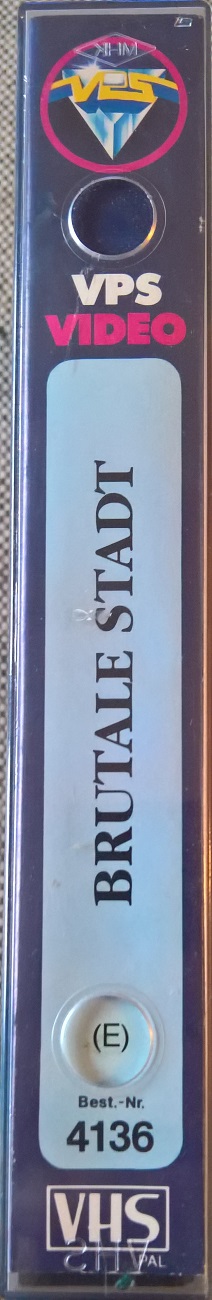 VPS
VPS
VIDEO
BRUTALE STADT
(E)
Best.-Nr.
4136
VHS
PAL